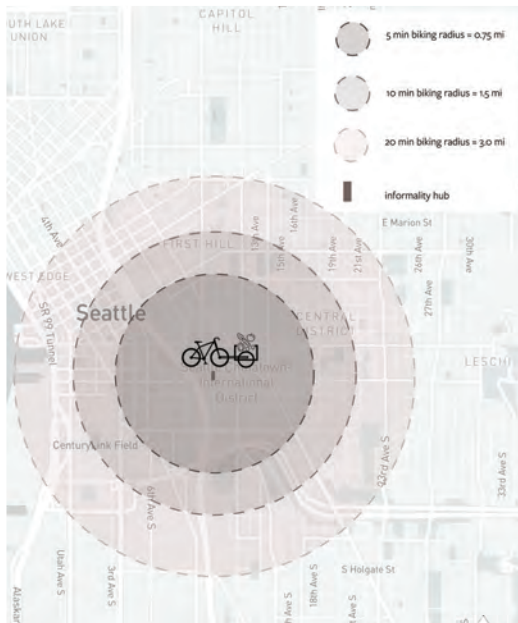 CAPITOL
HILL
UTH LAKE
UNION
5 min biking radius = 0.75 mi
10 min biking radius = 1.5 mi
20 min biking radius = 3.0 mi
informality hub
E Marion St
4th Ave
FIRST HILL
13th Ave
15th Ave
16th Ave
19th Ave
21st Ave
26th Ave
27th Ave
30th Ave
WEST EDGE
SR 99 Tunnel
Seattle
CENTRAL
DISTRICT
LESCHI
International
District
CenturyLink Field
6th Ave S
23rd Ave S
33rd Ave S
Utah Ave S
3rd Ave S
S Holgate St
18th Ave S
Alaskan